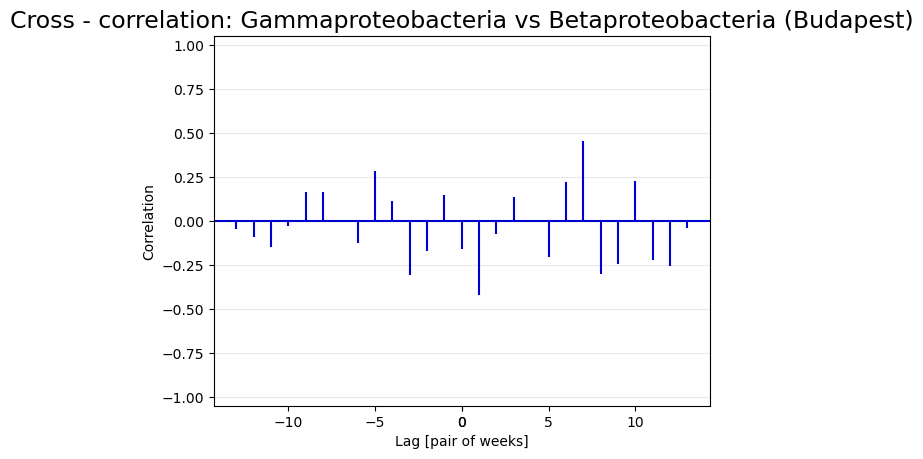 Cross - correlation: Gammaproteobacteria vs Betaproteobacteria (Budapest)
1.00
0.75
0.50
0.25
0.00
−0.25
−0.50
−0.75
−1.00
Correlation
−10 −5 0 5 10
Lag [pair of weeks]